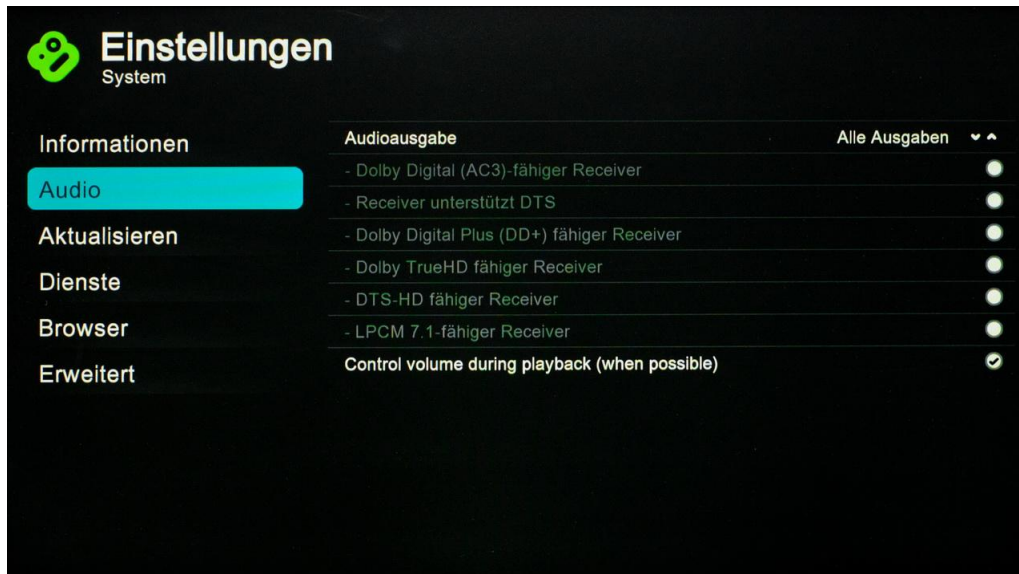 Einstellungen
System
Informationen
Audio
Aktualisieren
Dienste
Browser
Erweitert
Audioausgabe Alle Ausgaben
- Dolby Digital (AC3)-fähiger Receiver
- Receiver unterstützt DTS
- Dolby Digital Plus (DD+) fähiger Receiver
- Dolby TrueHD fähiger Receiver
- DTS-HD fähiger Receiver
- LPCM 7.1-fähiger Receiver
Control volume during playback (when possible)